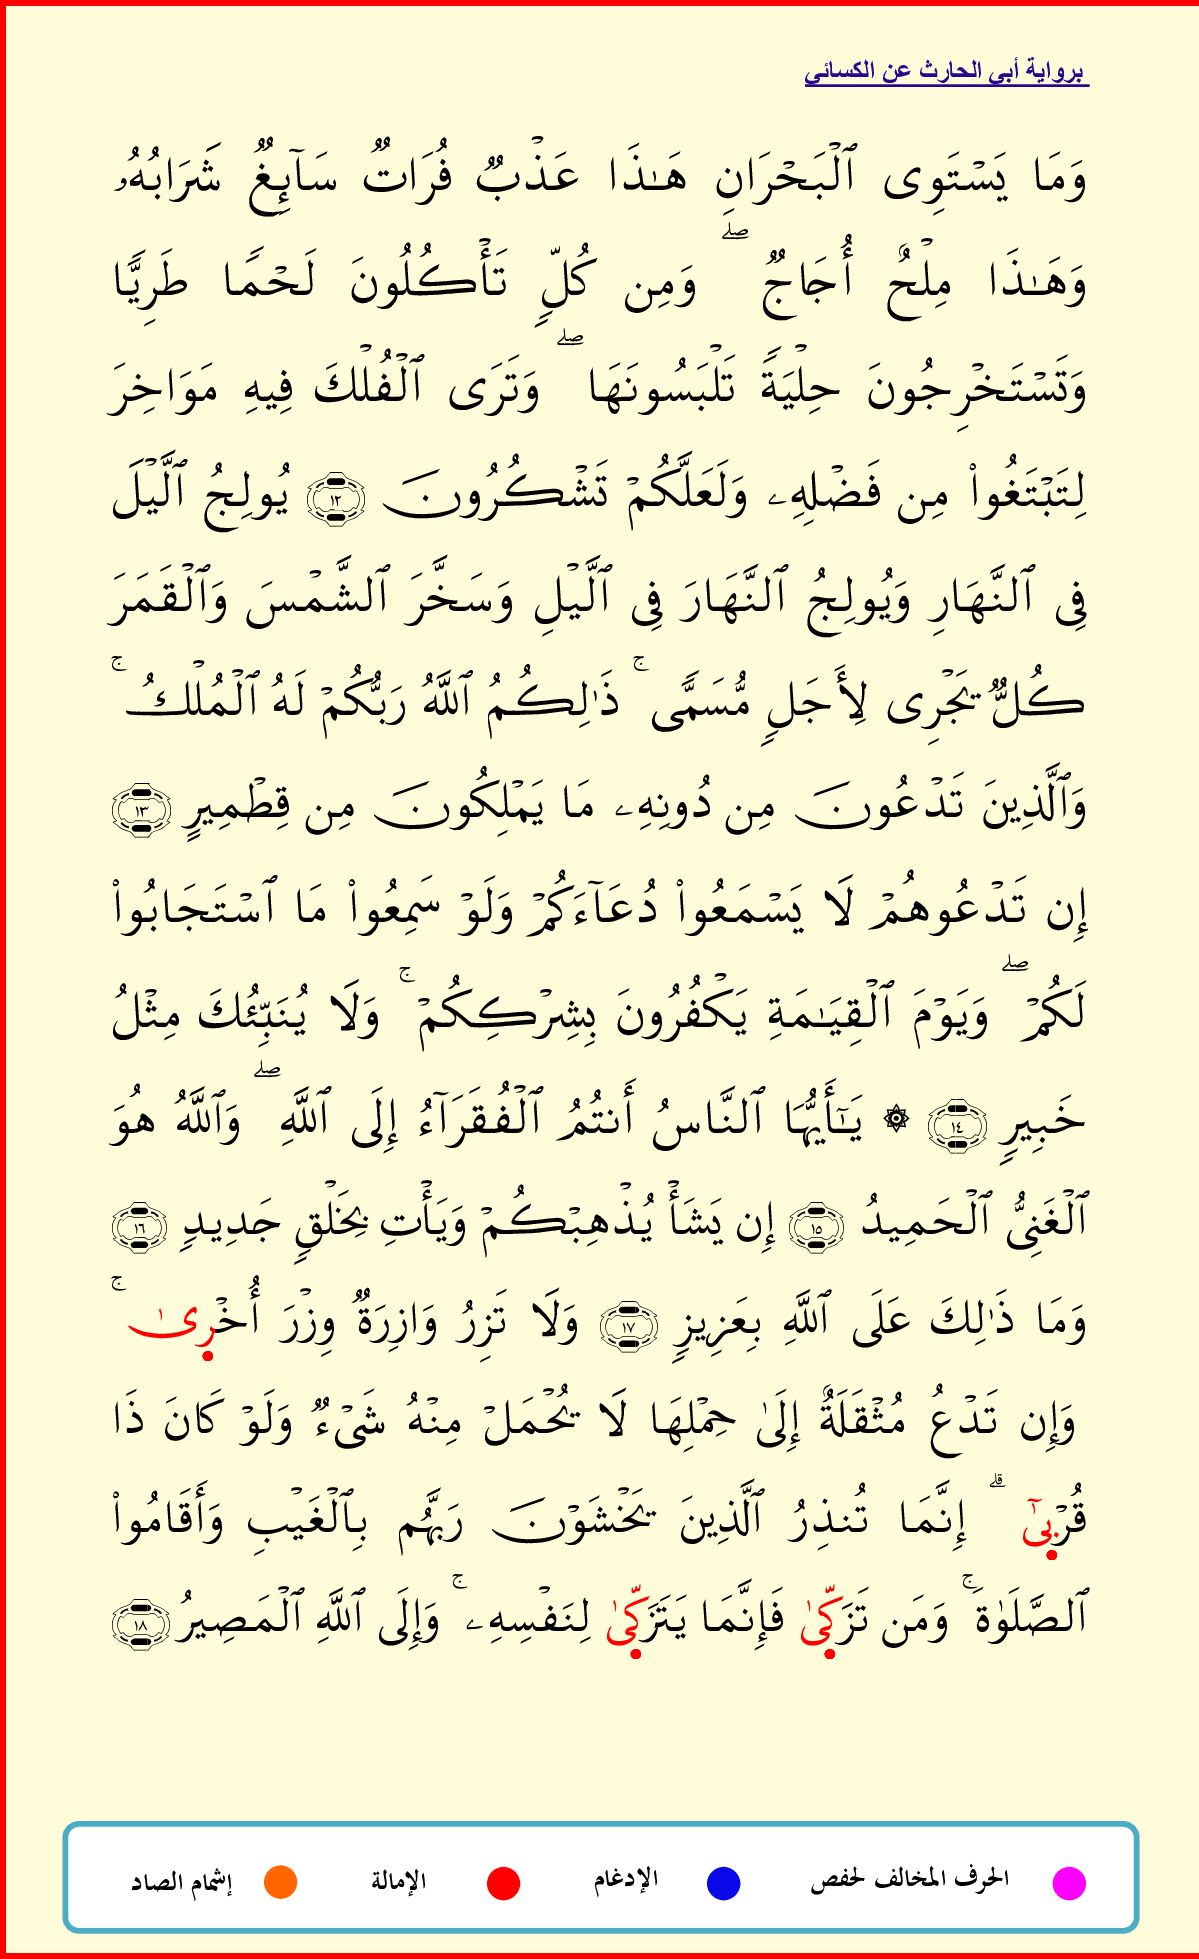 برواية أبي الحارث عن الكسائي
وَمَا يَسۡتَوِى ٱلۡبَحۡرَانِ هَـٰذَا عَذۡبٌ فُرَاتٌ سَآئِغٌ شَرَابُهُۥ
وَهَـٰذَا مِلۡحٌ أُجَاجٌ ۖ وَمِن كُلٍّ تَأۡكُلُونَ لَحۡمًا طَرِيًّا
وَتَسۡتَخۡرِجُونَ حِلۡيَةً تَلۡبَسُونَهَا ۖ وَتَرَى ٱلۡفُلۡكَ فِيهِ مَوَاخِرَ
لِتَبۡتَغُوا۟ مِن فَضۡلِهِۦ وَلَعَلَّكُمۡ تَشۡكُرُونَ ١٢ يُولِجُ ٱلَّيۡلَ
فِى ٱلنَّهَارِ وَيُولِجُ ٱلنَّهَارَ فِى ٱلَّيۡلِ وَسَخَّرَ ٱلشَّمۡسَ وَٱلۡقَمَرَ
كُلٌّ يَجۡرِى لِأَجَلٍ مُّسَمًّى ۚ ذَٰلِكُمُ ٱللَّهُ رَبُّكُمۡ لَهُ ٱلۡمُلۡكُ ۚ
وَٱلَّذِينَ تَدۡعُونَ مِن دُونِهِۦ مَا يَمۡلِكُونَ مِن قِطۡمِيرٍ ١٣
إِن تَدۡعُوهُمۡ لَا يَسۡمَعُوا۟ دُعَآءَكُمۡ وَلَوۡ سَمِعُوا۟ مَا ٱسۡتَجَابُوا۟
لَكُمۡ ۖ وَيَوۡمَ ٱلۡقِيَـٰمَةِ يَكۡفُرُونَ بِشِرۡكِكُمۡ ۚ وَلَا يُنَبِّئُكَ مِثۡلُ
خَبِيرٍ ١٤ ۞ يَـٰٓأَيُّهَا ٱلنَّاسُ أَنتُمُ ٱلۡفُقَرَآءُ إِلَى ٱللَّهِ ۖ وَٱللَّهُ هُوَ
ٱلۡغَنِىُّ ٱلۡحَمِيدُ ١٥ إِن يَشَأۡ يُذۡهِبۡكُمۡ وَيَأۡتِ بِخَلۡقٍ جَدِيدٍ ١٦
وَمَا ذَٰلِكَ عَلَى ٱللَّهِ بِعَزِيزٍ ١٧ وَلَا تَزِرُ وَازِرَةٌ وِزۡرَ أُخۡرِىٰ ۚ
وَإِن تَدۡعُ مُثۡقَلَةٌ إِلَىٰ حِمۡلِهَا لَا يُحۡمَلۡ مِنۡهُ شَىۡءٌ وَلَوۡ كَانَ ذَا
قُرۡبِىٰٓ ۗ إِنَّمَا تُنذِرُ ٱلَّذِينَ يَخۡشَوۡنَ رَبَّهُم بِٱلۡغَيۡبِ وَأَقَامُوا۟
ٱلصَّلَوٰةَ ۚ وَمَن تَزَكِّىٰ فَإِنَّمَا يَتَزَكِّىٰ لِنَفۡسِهِۦ ۚ وَإِلَى ٱللَّهِ ٱلۡمَصِيرُ ١٨
الحرف المخالف لحفص الإدغام الإمالة إشمام الصاد